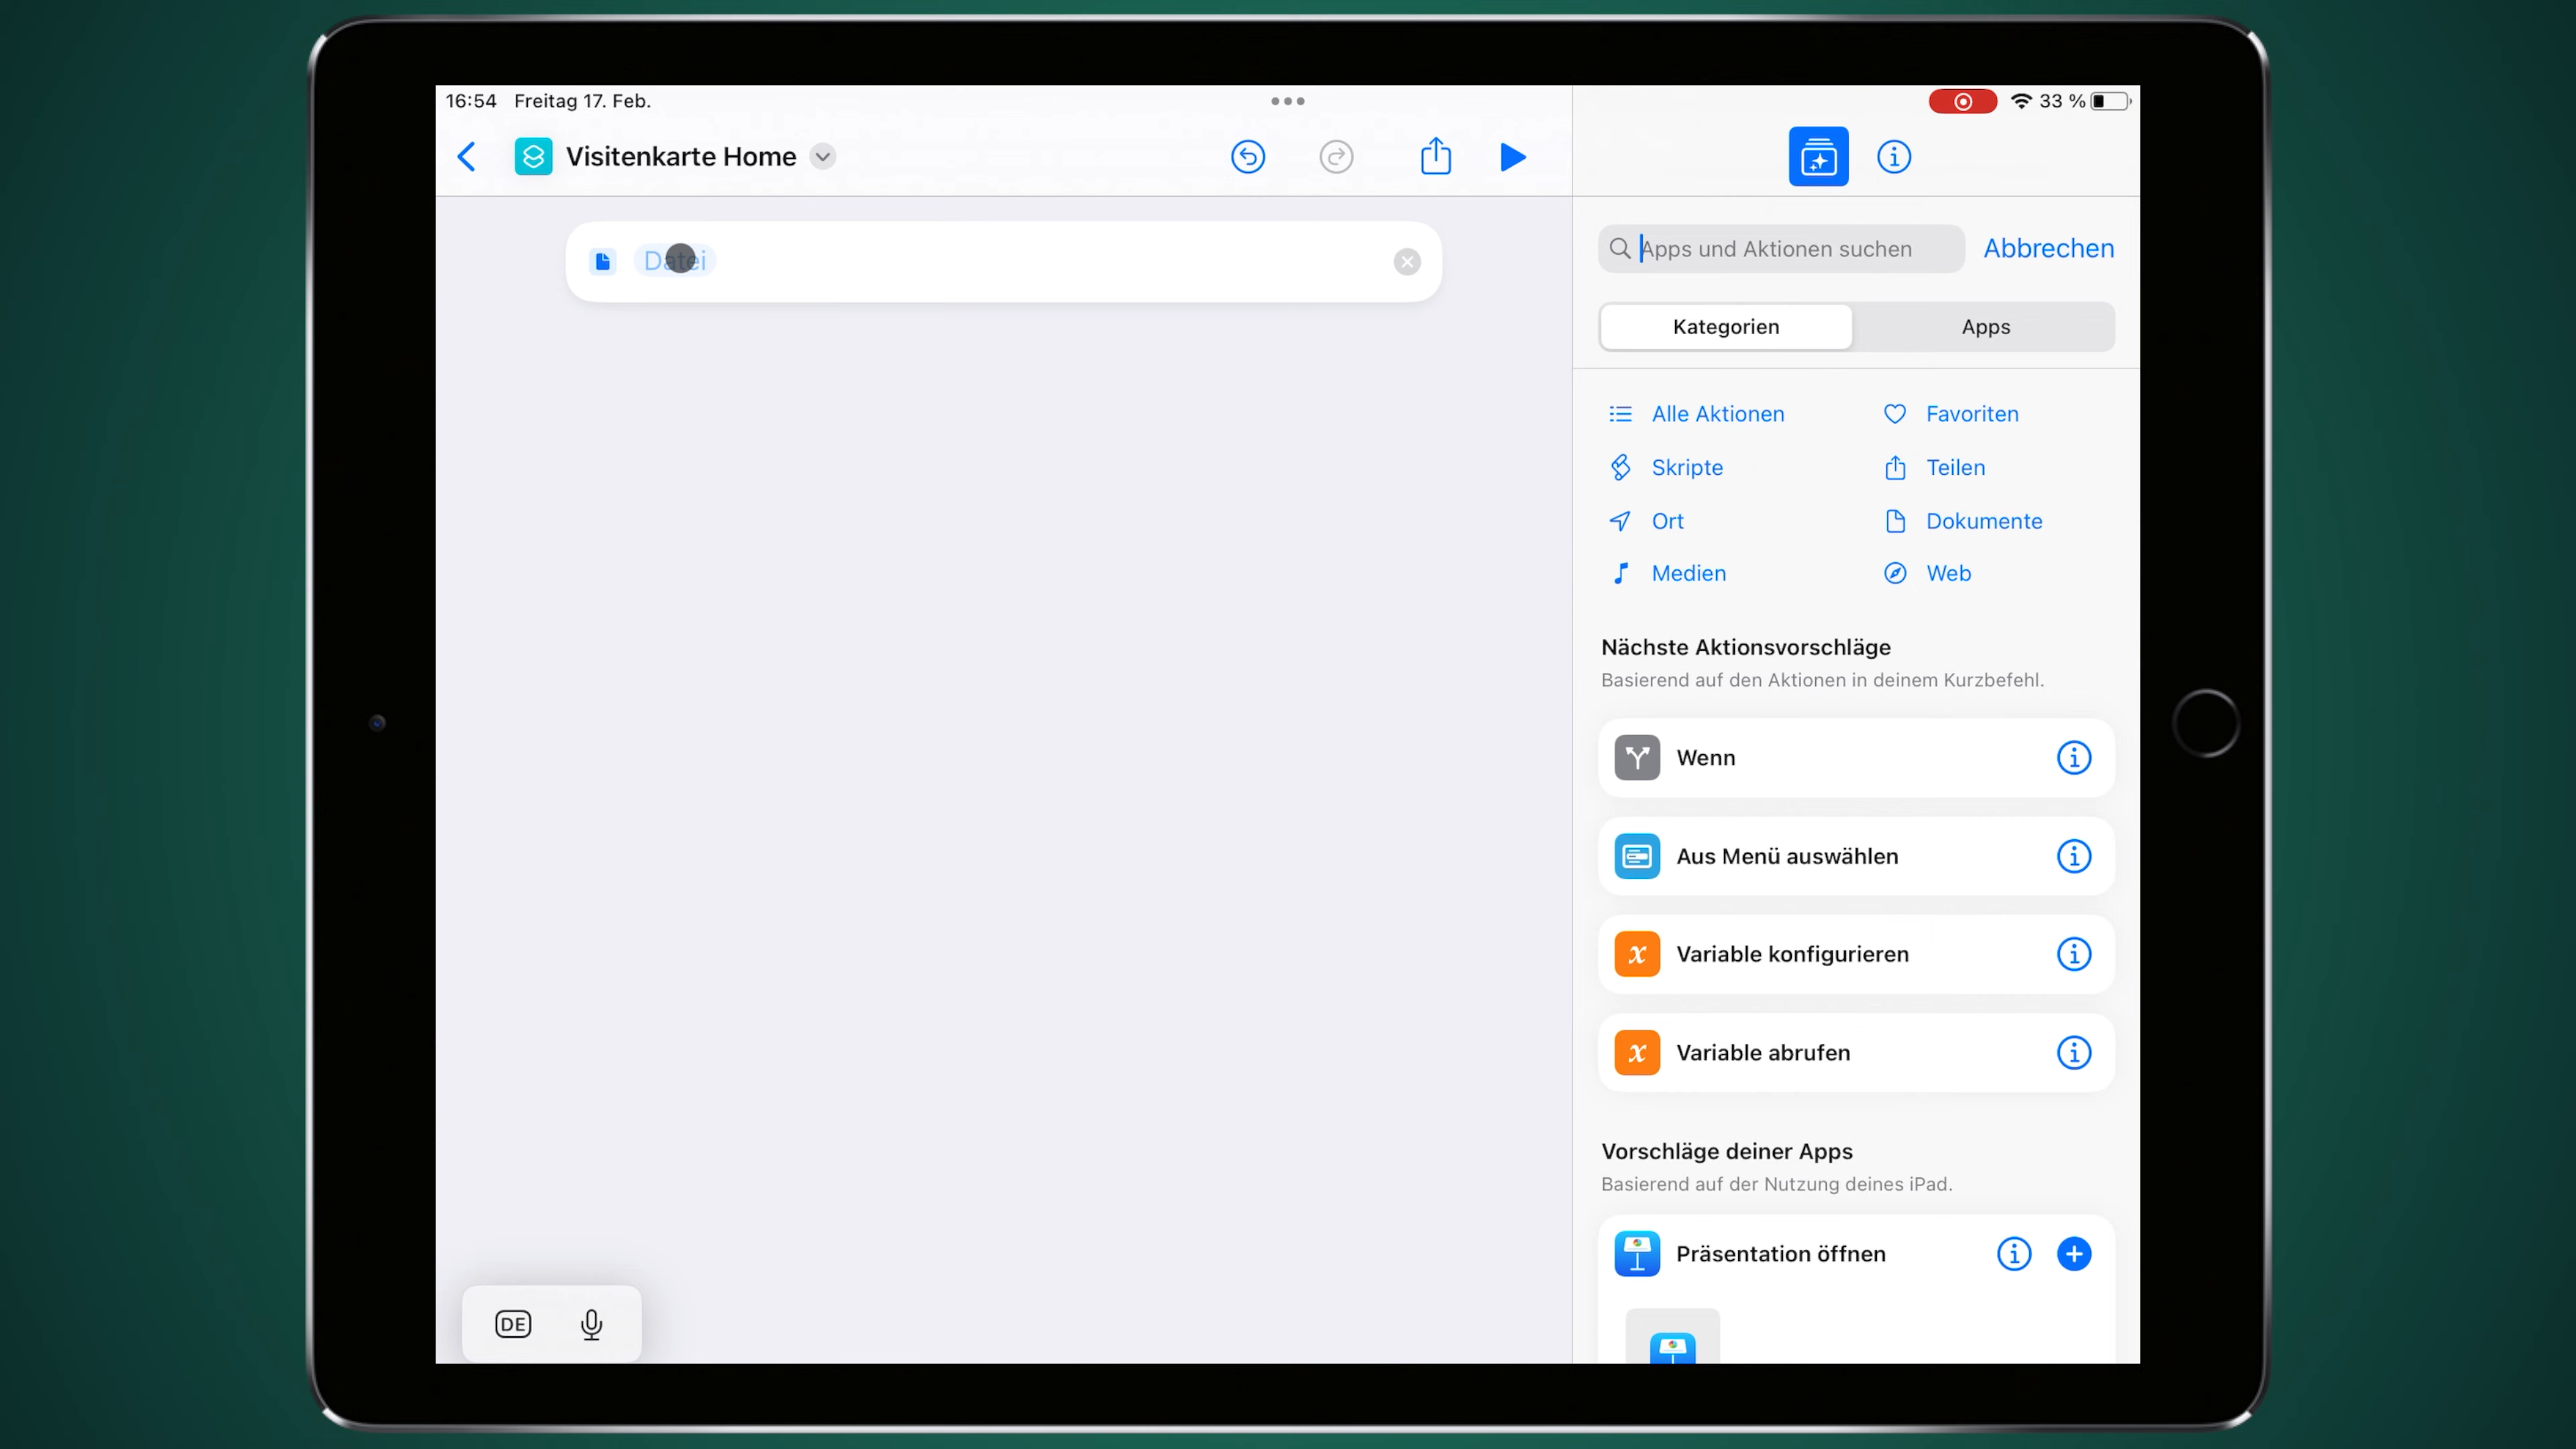 16:54 Freitag 17. Feb.
33 %
Visitenkarte Home
Datei
Apps und Aktionen suchen
Abbrechen
Kategorien
Apps
Alle Aktionen
Favoriten
Skripte
Teilen
Ort
Dokumente
Medien
Web
Nächste Aktionsvorschläge
Basierend auf den Aktionen in deinem Kurzbefehl.
Wenn
Aus Menü auswählen
Variable konfigurieren
Variable abrufen
Vorschläge deiner Apps
Basierend auf der Nutzung deines iPad.
Präsentation öffnen
DE